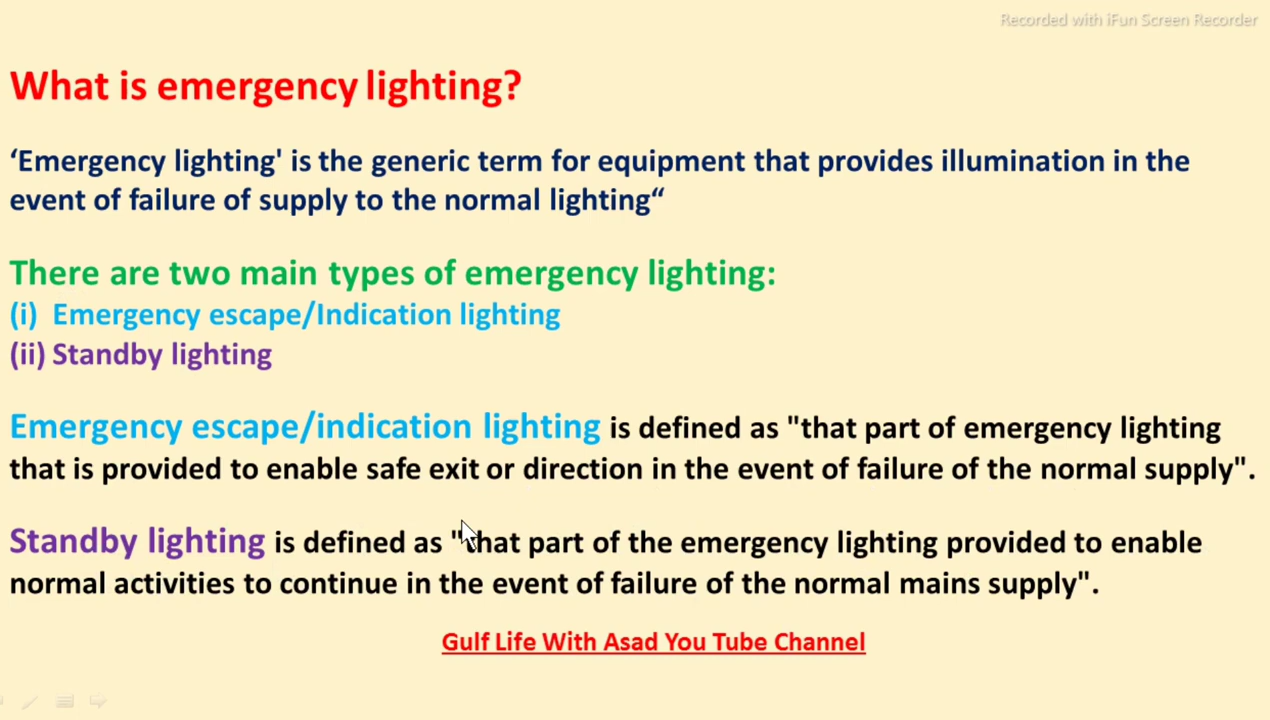 Recorded with iFun Screen Recorder
What is emergency lighting?
‘Emergency lighting' is the generic term for equipment that provides illumination in the
event of failure of supply to the normal lighting“
There are two main types of emergency lighting:
(i) Emergency escape/Indication lighting
(ii) Standby lighting
Emergency escape/indication lighting is defined as "that part of emergency lighting
that is provided to enable safe exit or direction in the event of failure of the normal supply".
Standby lighting is defined as "that part of the emergency lighting provided to enable
normal activities to continue in the event of failure of the normal mains supply".
Gulf Life With Asad You Tube Channel